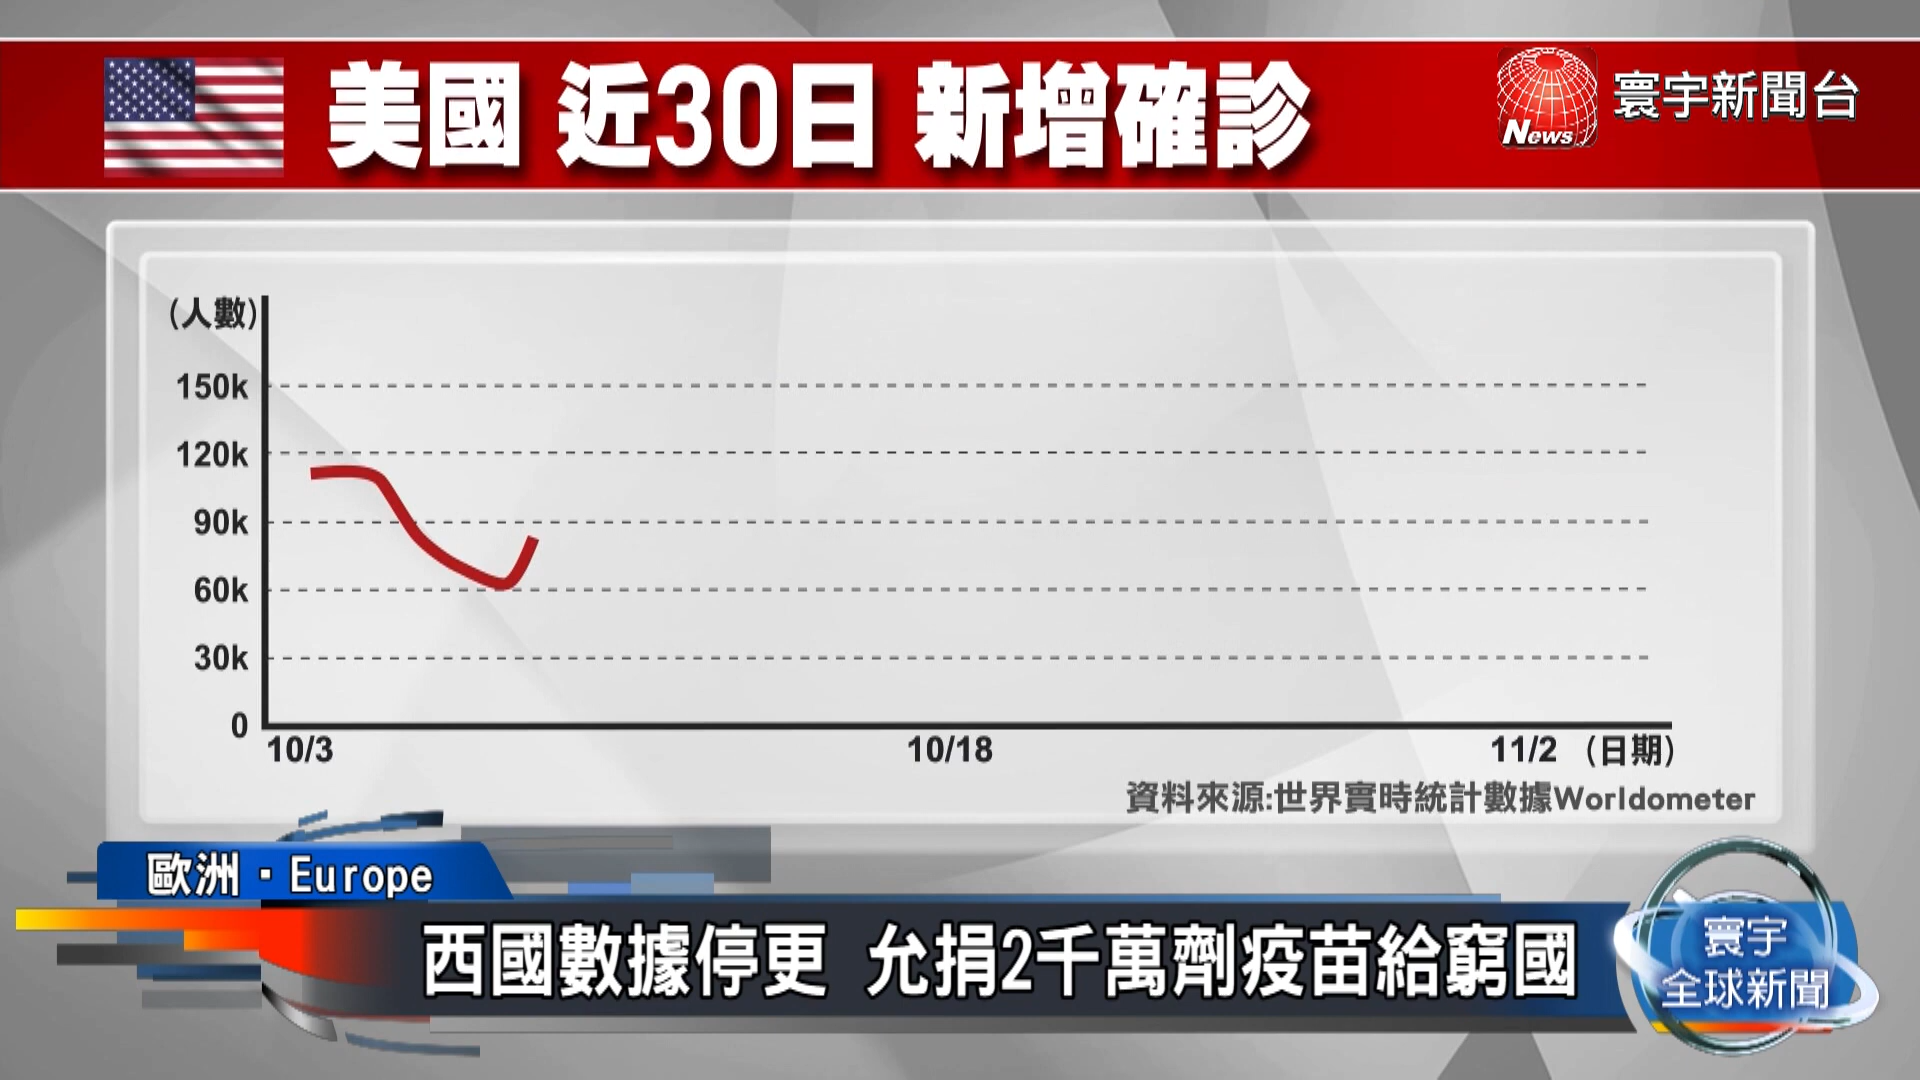 美國 近30日 新增確診
News
寰宇新聞台
(人數)
150k
120k
90k
60k
30k
0
10/3
10/18
11/2
(日期)
資料來源:世界實時統計數據Worldometer
歐洲・Europe
西國數據停更 允捐2千萬劑疫苗給窮國
寰宇
全球新聞